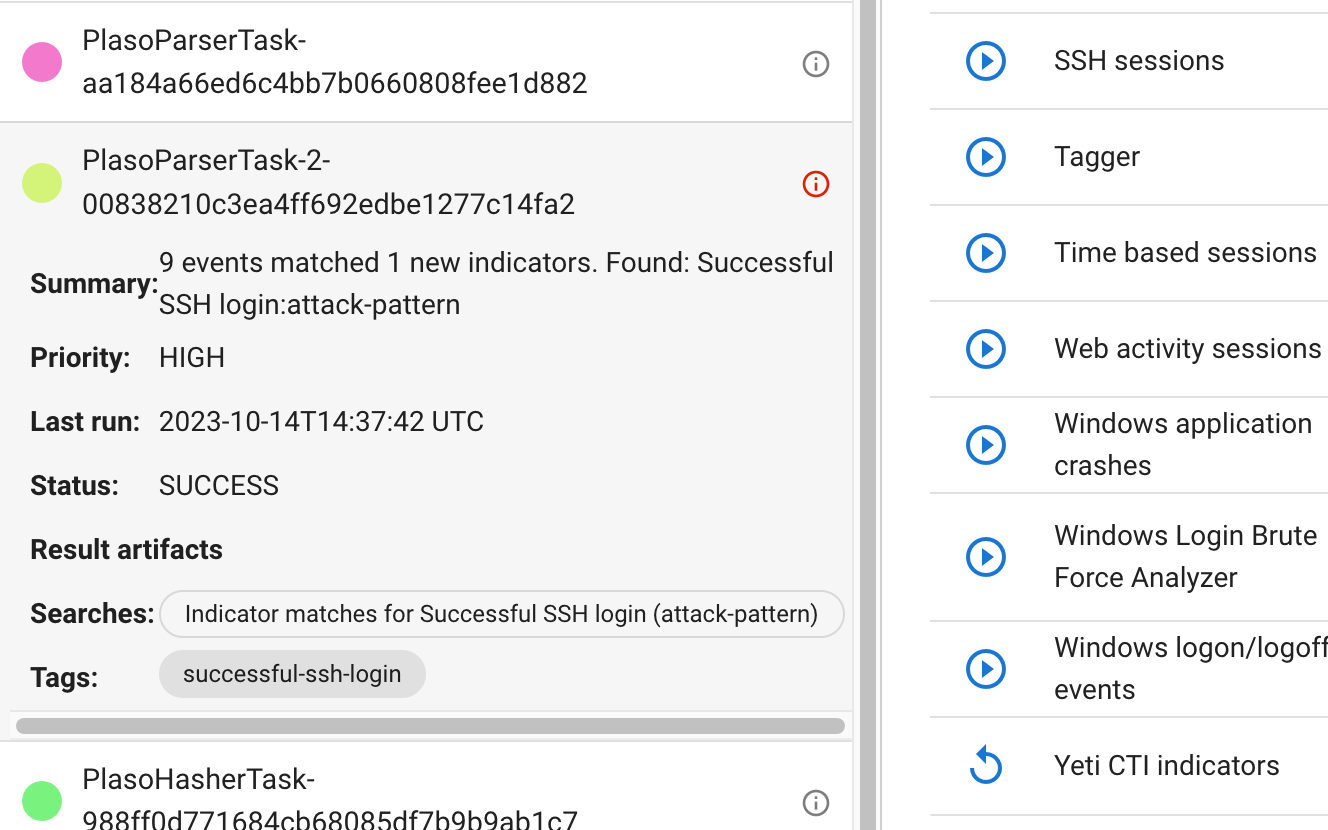 PlasoParserTask-
aa184a66ed6c4bb7b0660808fee1d882
PlasoParserTask-2-
00838210c3ea4ff692edbe1277c14fa2
Summary: 9 events matched 1 new indicators. Found: Successful
SSH login:attack-pattern
Priority: HIGH
Last run: 2023-10-14T14:37:42 UTC
Status: SUCCESS
Result artifacts
Searches: Indicator matches for Successful SSH login (attack-pattern)
Tags: successful-ssh-login
PlasoHasherTask-
988ff0d771684cb68085df7b9b9ab1c7
SSH sessions
Tagger
Time based sessions
Web activity sessions
Windows application
crashes
Windows Login Brute
Force Analyzer
Windows logon/logoff
events
Yeti CTI indicators